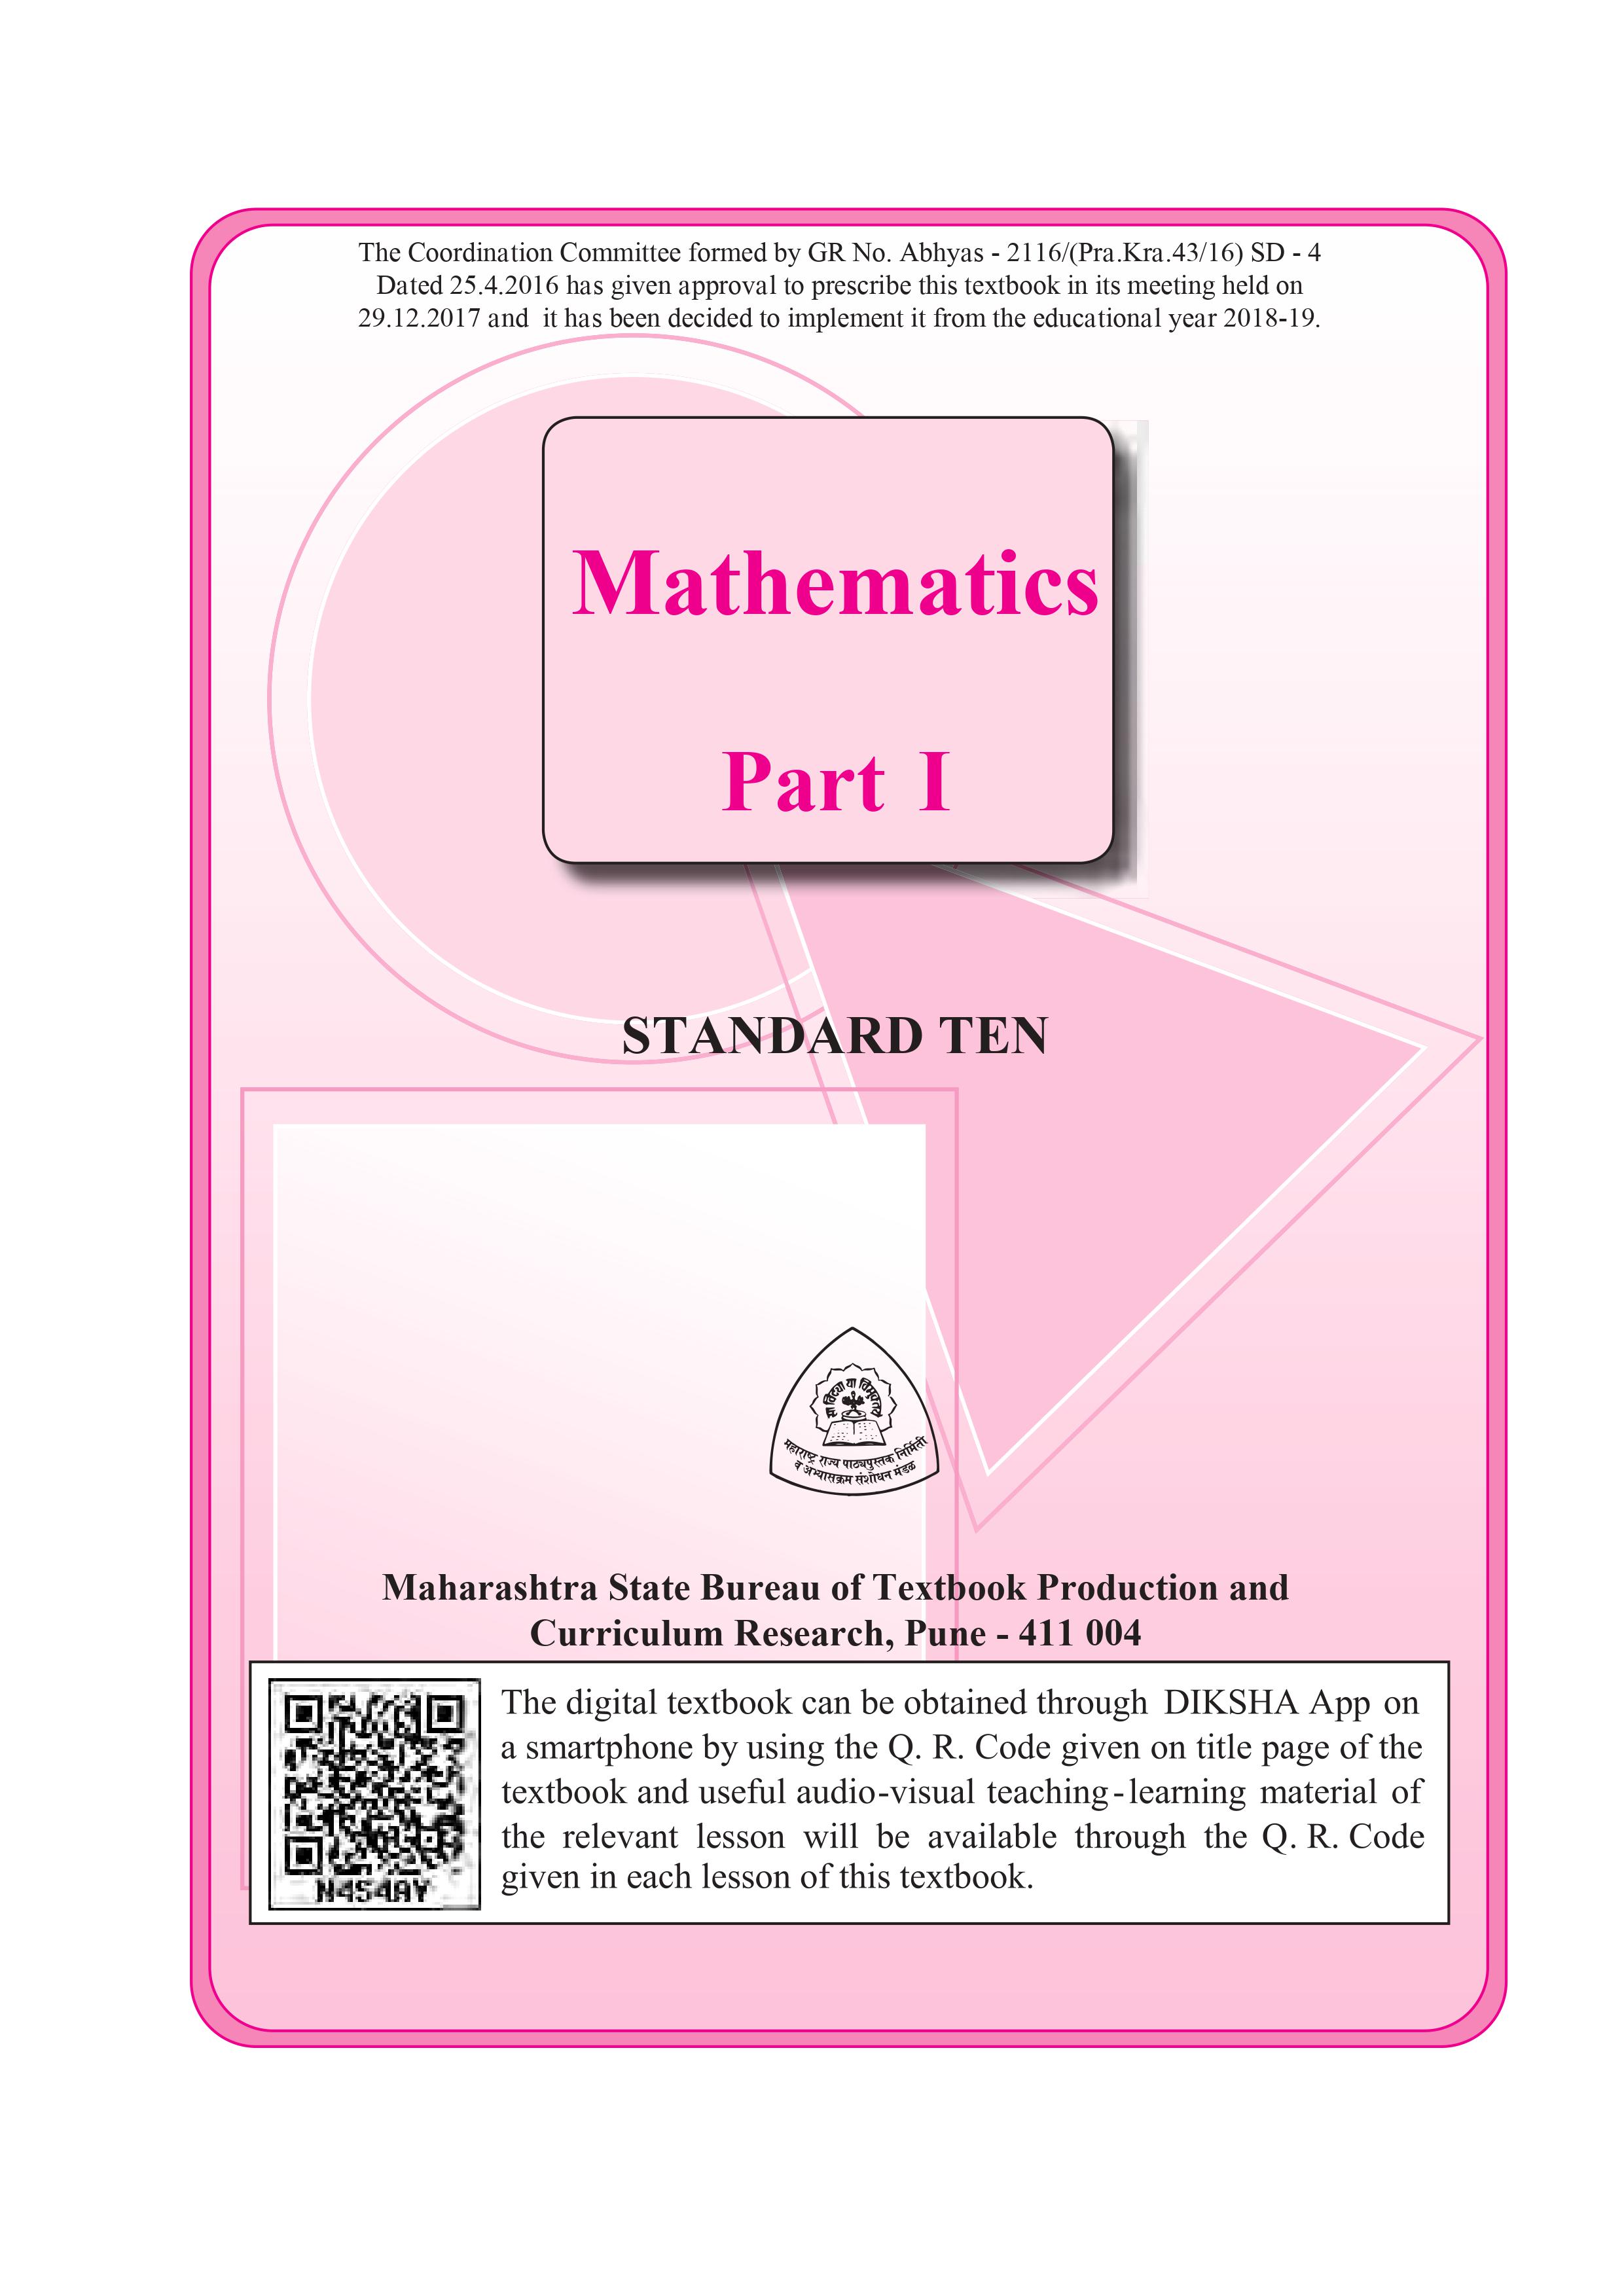 The Coordination Committee formed by GR No. Abhyas - 2116/(Pra.Kra.43/16) SD - 4
Dated 25.4.2016 has given approval to prescribe this textbook in its meeting held on
29.12.2017 and it has been decided to implement it from the educational year 2018-19.
Mathematics
Part I
STANDARD TEN
महाराष्ट्र राज्य पाठ्यपुस्तक निर्मिती
व अभ्यासक्रम संशोधन मंडळ
Maharashtra State Bureau of Textbook Production and
Curriculum Research, Pune - 411 004
The digital textbook can be obtained through DIKSHA App on
a smartphone by using the Q. R. Code given on title page of the
textbook and useful audio-visual teaching-learning material of
the relevant lesson will be available through the Q. R. Code
given in each lesson of this textbook.
N4S4AY